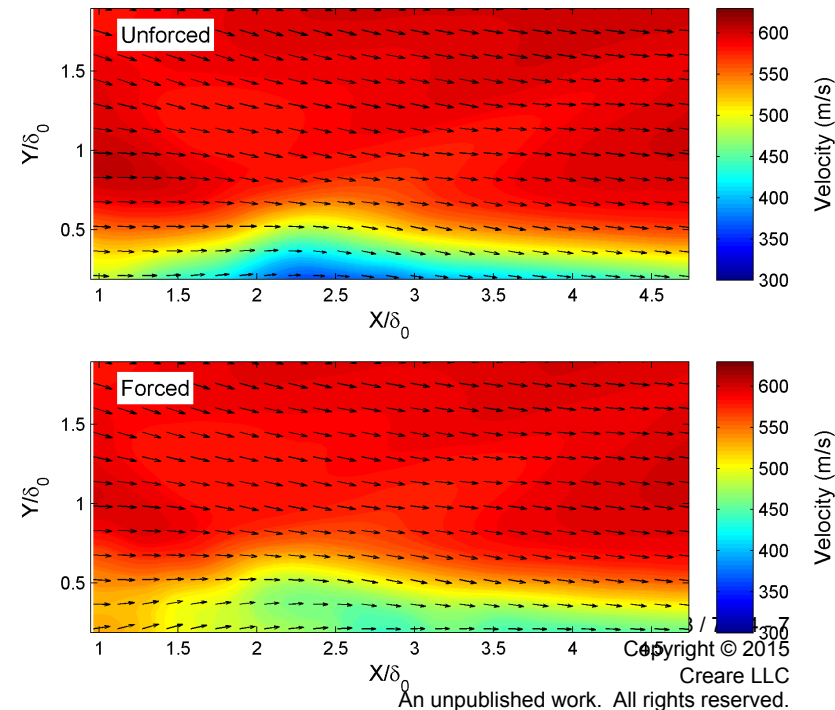 Unforced
600
550
500
450
400
350
300
Velocity (m/s)
1.5
1
0.5
Y/δ0
1 1.5 2 2.5 3 3.5 4 4.5
X/δ0
Forced
600
550
500
450
400
350
300
Velocity (m/s)
1.5
1
0.5
Y/δ0
1 1.5 2 2.5 3 3.5 4 4.5
X/δ0
Copyright © 2015
Creare LLC
An unpublished work. All rights reserved.